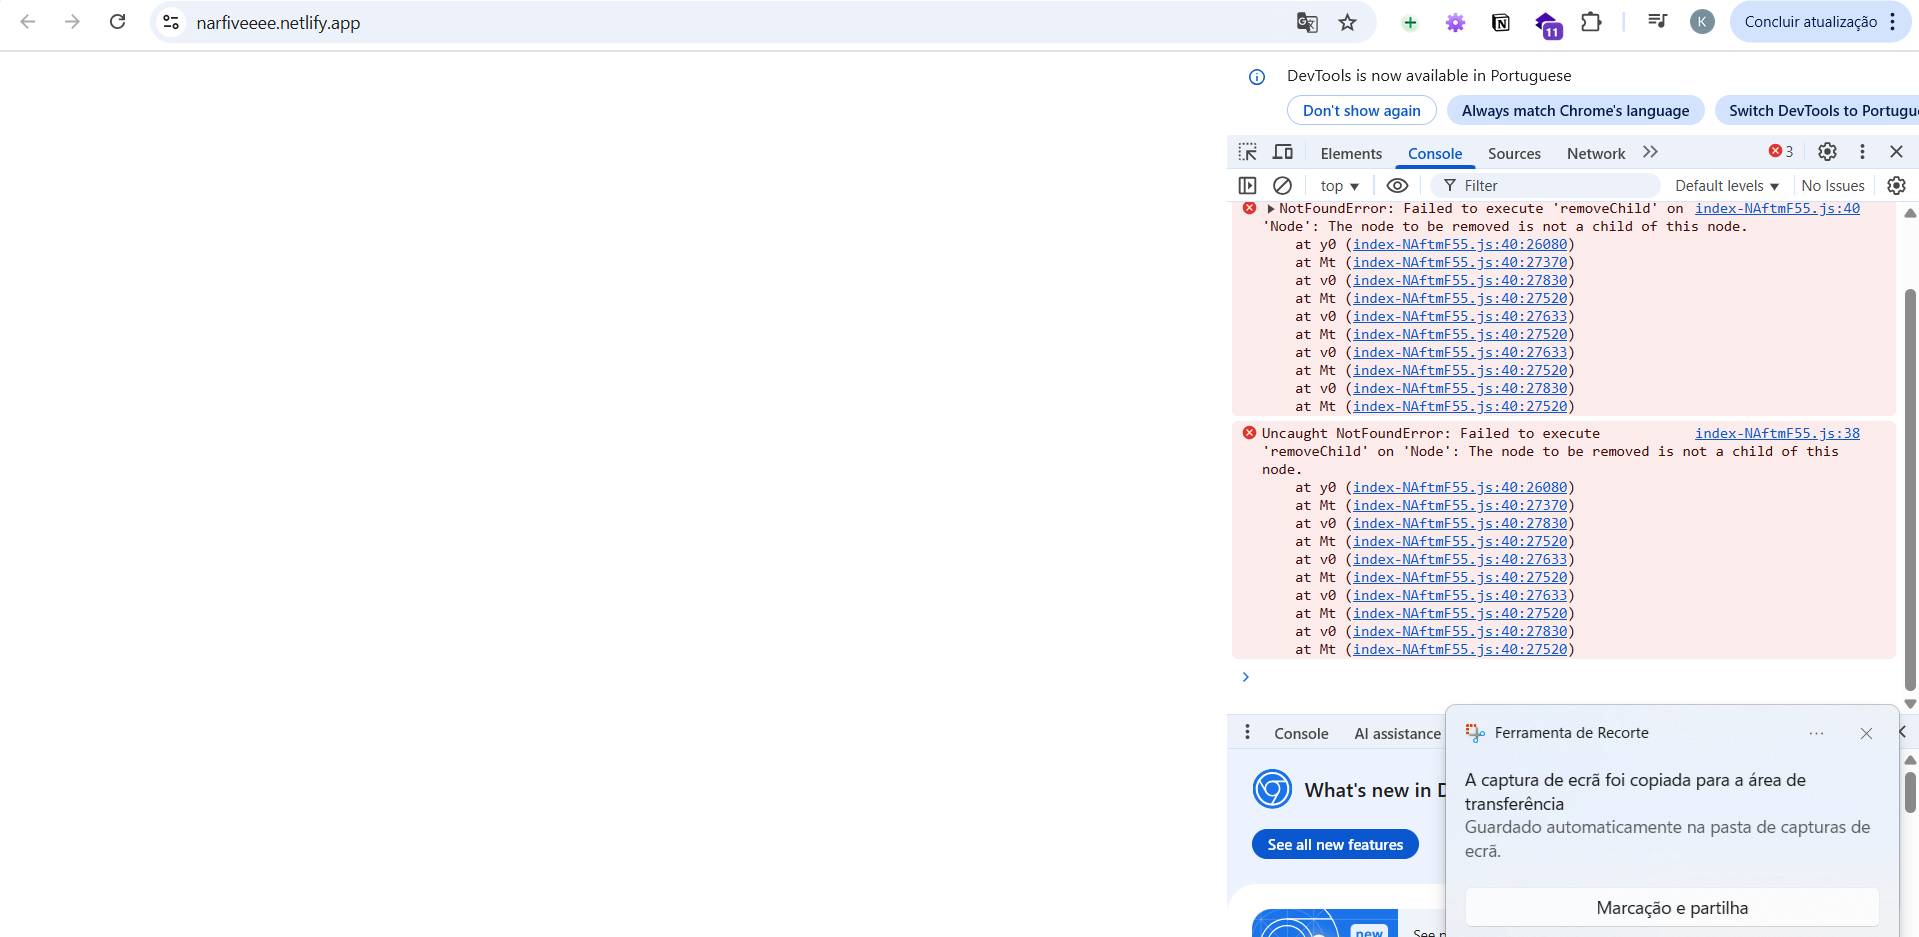 narfiveeee.netlify.app
11
K
Concluir atualização
DevTools is now available in Portuguese
Don't show again
Always match Chrome's language
Switch DevTools to Portugu
Elements
Console
Sources
Network
3
top
Filter
Default levels
No Issues
NotFoundError: Failed to execute 'removeChild' on index-NAftmF55.js:40
'Node': The node to be removed is not a child of this node.
at y0 (index-NAftmF55.js:40:26080)
at Mt (index-NAftmF55.js:40:27370)
at v0 (index-NAftmF55.js:40:27830)
at Mt (index-NAftmF55.js:40:27520)
at v0 (index-NAftmF55.js:40:27633)
at Mt (index-NAftmF55.js:40:27520)
at v0 (index-NAftmF55.js:40:27633)
at Mt (index-NAftmF55.js:40:27520)
at v0 (index-NAftmF55.js:40:27830)
at Mt (index-NAftmF55.js:40:27520)
Uncaught NotFoundError: Failed to execute index-NAftmF55.js:38
'removeChild' on 'Node': The node to be removed is not a child of this
node.
at y0 (index-NAftmF55.js:40:26080)
at Mt (index-NAftmF55.js:40:27370)
at v0 (index-NAftmF55.js:40:27830)
at Mt (index-NAftmF55.js:40:27520)
at v0 (index-NAftmF55.js:40:27633)
at Mt (index-NAftmF55.js:40:27520)
at v0 (index-NAftmF55.js:40:27633)
at Mt (index-NAftmF55.js:40:27520)
at v0 (index-NAftmF55.js:40:27830)
at Mt (index-NAftmF55.js:40:27520)
Console
AI assistance
What's new in D
See all new features
new
See
Ferramenta de Recorte
A captura de ecrã foi copiada para a área de
transferência
Guardado automaticamente na pasta de capturas de
ecrã.
Marcação e partilha